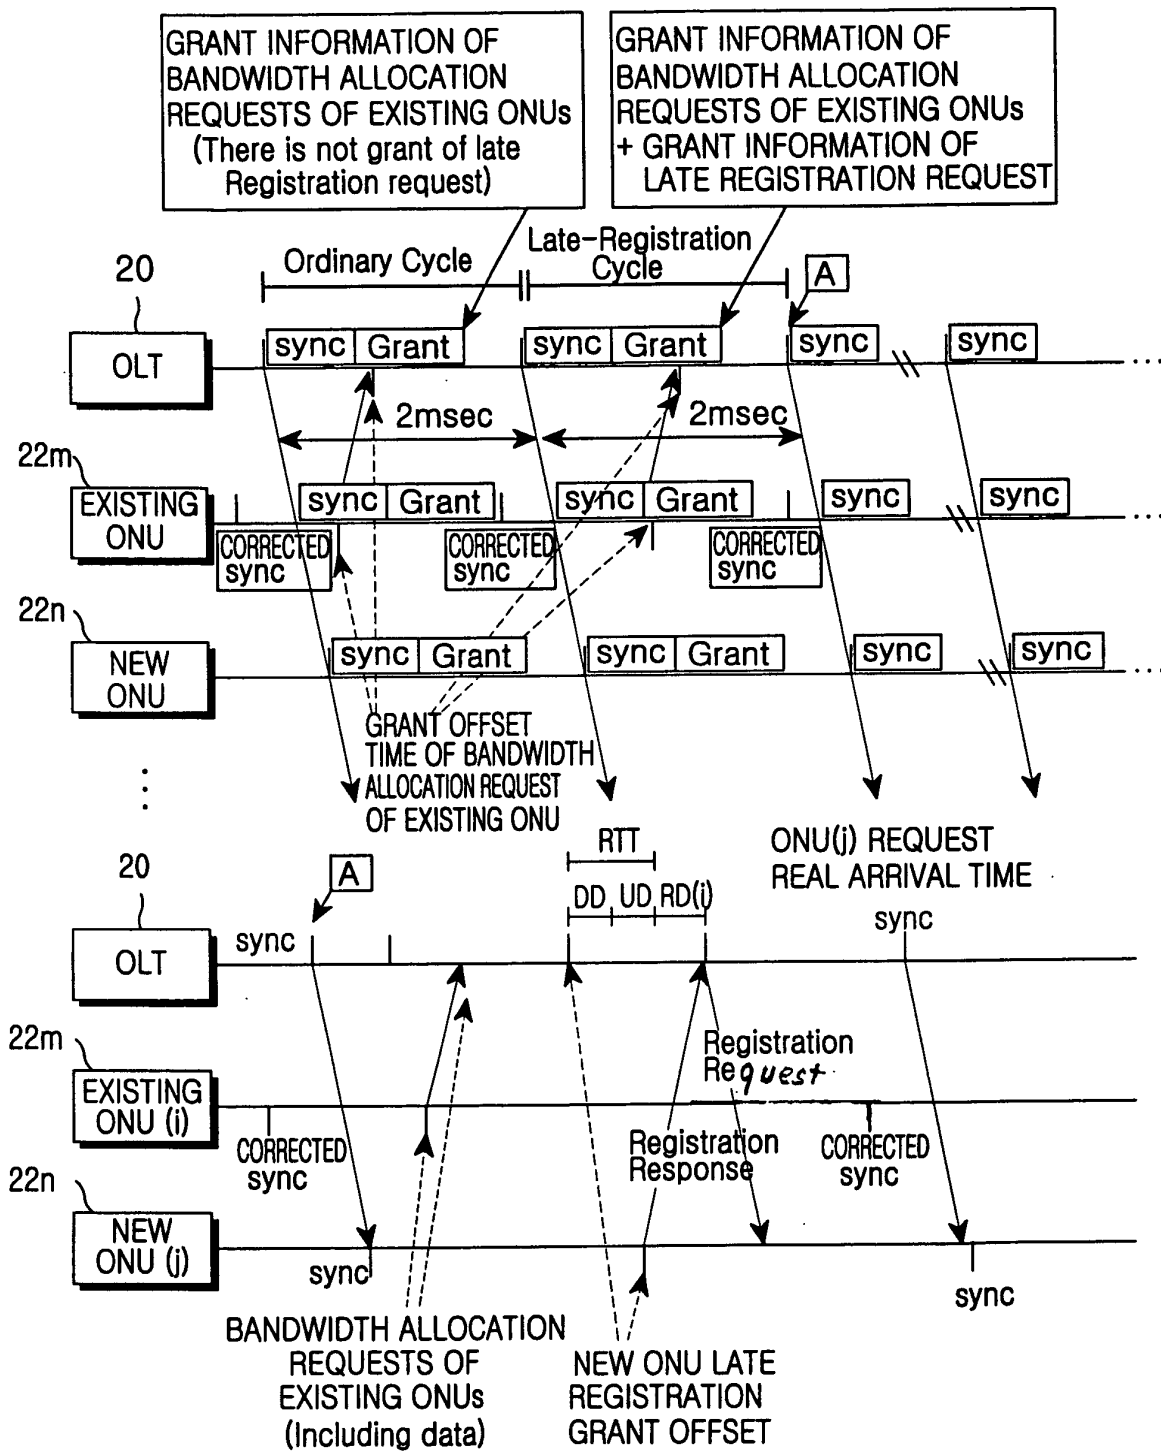 GRANT INFORMATION OF
BANDWIDTH ALLOCATION
REQUESTS OF EXISTING ONUs
(There is not grant of late
Registration request)
GRANT INFORMATION OF
BANDWIDTH ALLOCATION
REQUESTS OF EXISTING ONUs
+ GRANT INFORMATION OF
LATE REGISTRATION REQUEST
Ordinary Cycle
Late-Registration
Cycle
A
20
OLT
sync Grant
sync Grant
sync
sync
...
2msec
2msec
22m
EXISTING
ONU
sync Grant
sync Grant
sync
sync
...
CORRECTED
sync
CORRECTED
sync
CORRECTED
sync
22n
NEW
ONU
sync Grant
sync Grant
sync
sync
...
GRANT OFFSET
TIME OF BANDWIDTH
ALLOCATION REQUEST
OF EXISTING ONU
RTT
DD UD RD(i)
ONU(j) REQUEST
REAL ARRIVAL TIME
20
OLT
sync
A
sync
22m
EXISTING
ONU (i)
CORRECTED
sync
Registration
Request
Registration
Response
CORRECTED
sync
22n
NEW
ONU (j)
sync
sync
BANDWIDTH ALLOCATION
REQUESTS OF
EXISTING ONUs
(Including data)
NEW ONU LATE
REGISTRATION
GRANT OFFSET